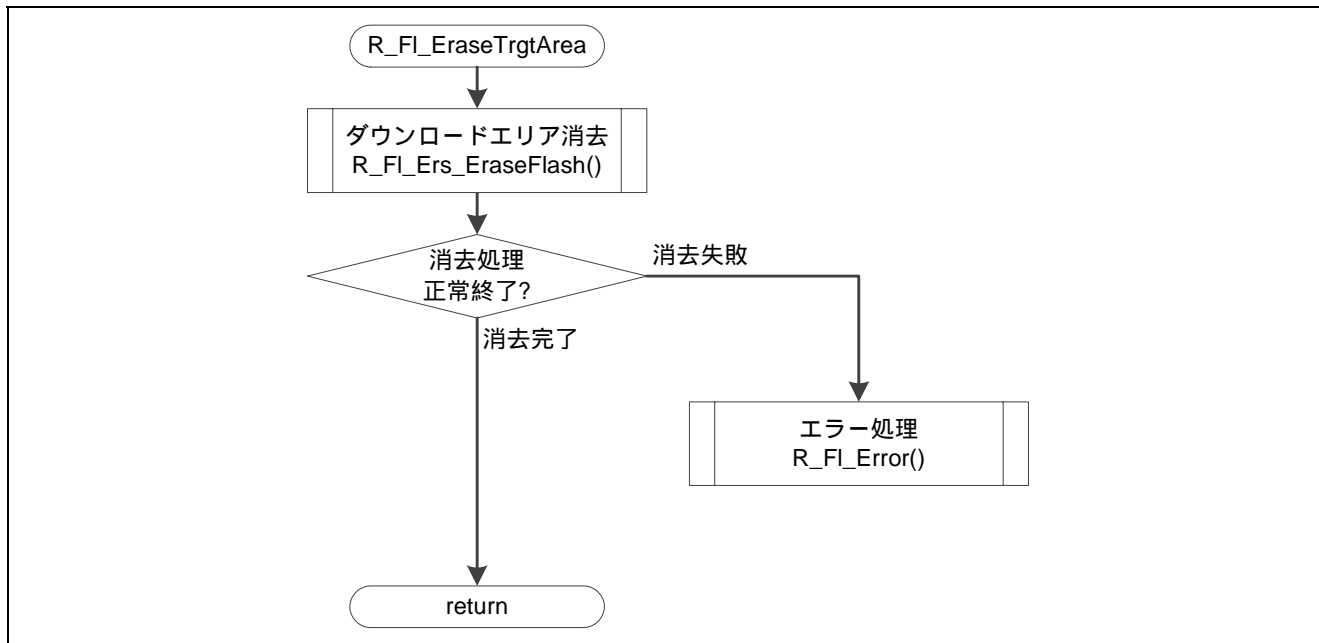 R_Fl_EraseTrgtArea
ダウンロードエリア消去
R_Fl_Ers_EraseFlash()
消去処理
正常終了?
消去失敗
消去完了
エラー処理
R_Fl_Error()
return